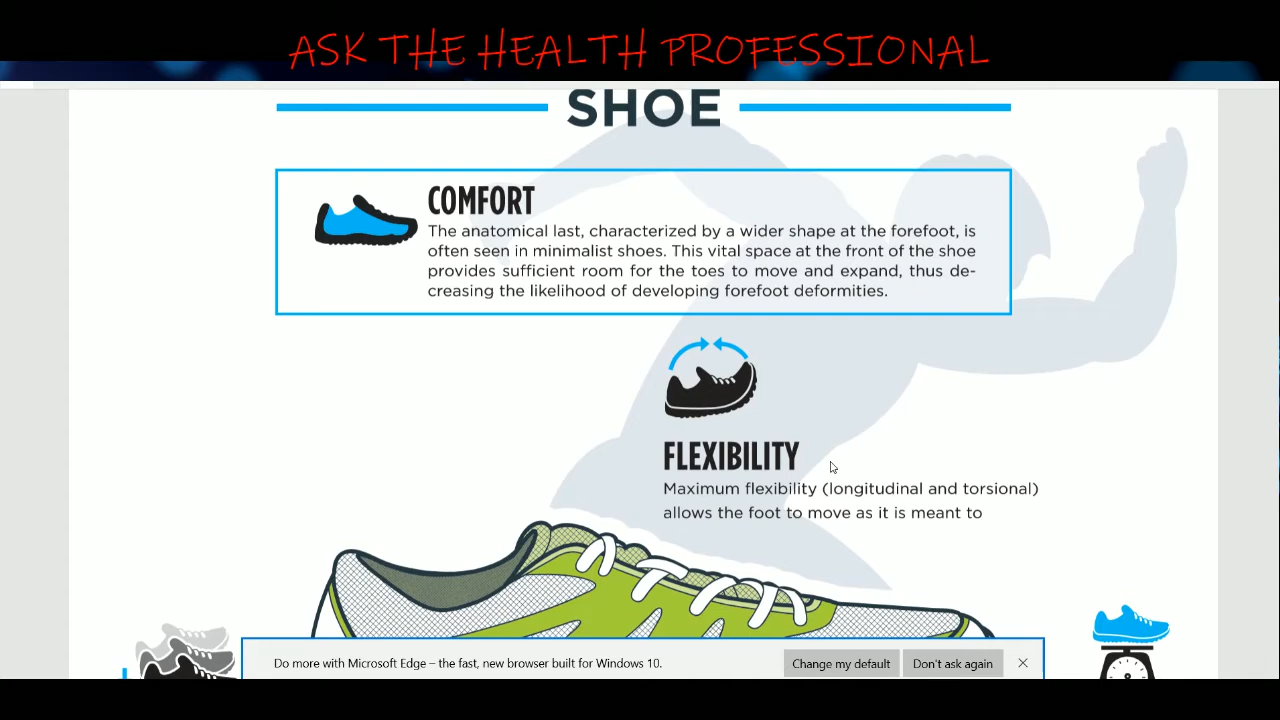 ASK THE HEALTH PROFESSIONAL
SHOE
COMFORT
The anatomical last, characterized by a wider shape at the forefoot, is
often seen in minimalist shoes. This vital space at the front of the shoe
provides sufficient room for the toes to move and expand, thus de-
creasing the likelihood of developing forefoot deformities.
FLEXIBILITY
Maximum flexibility (longitudinal and torsional)
allows the foot to move as it is meant to
Do more with Microsoft Edge – the fast, new browser built for Windows 10.
Change my default
Don't ask again